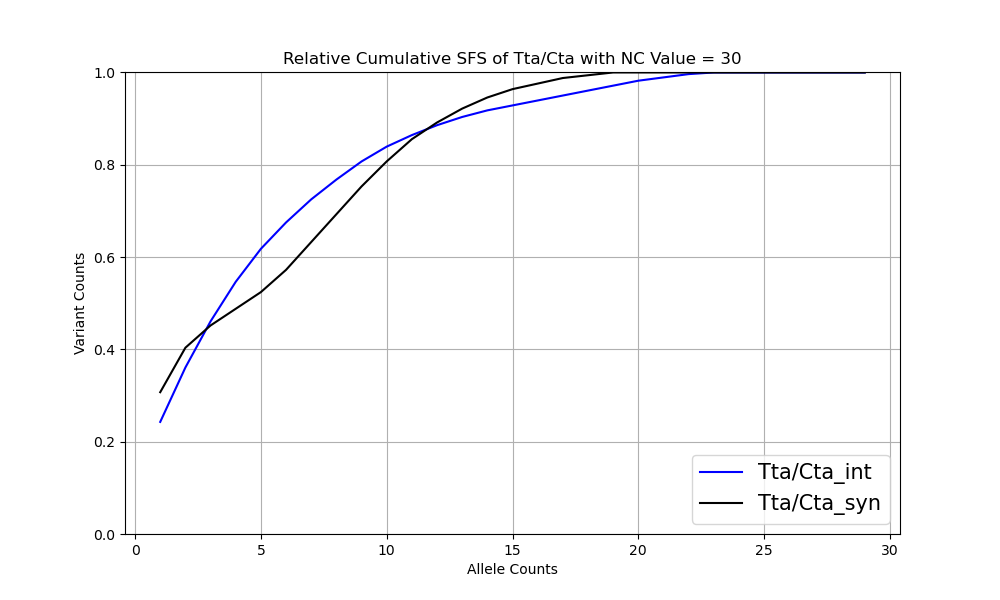 Relative Cumulative SFS of Tta/Cta with NC Value = 30
Variant Counts
1.0
0.8
0.6
0.4
0.2
0.0
0 5 10 15 20 25 30
Allele Counts
Tta/Cta_int
Tta/Cta_syn